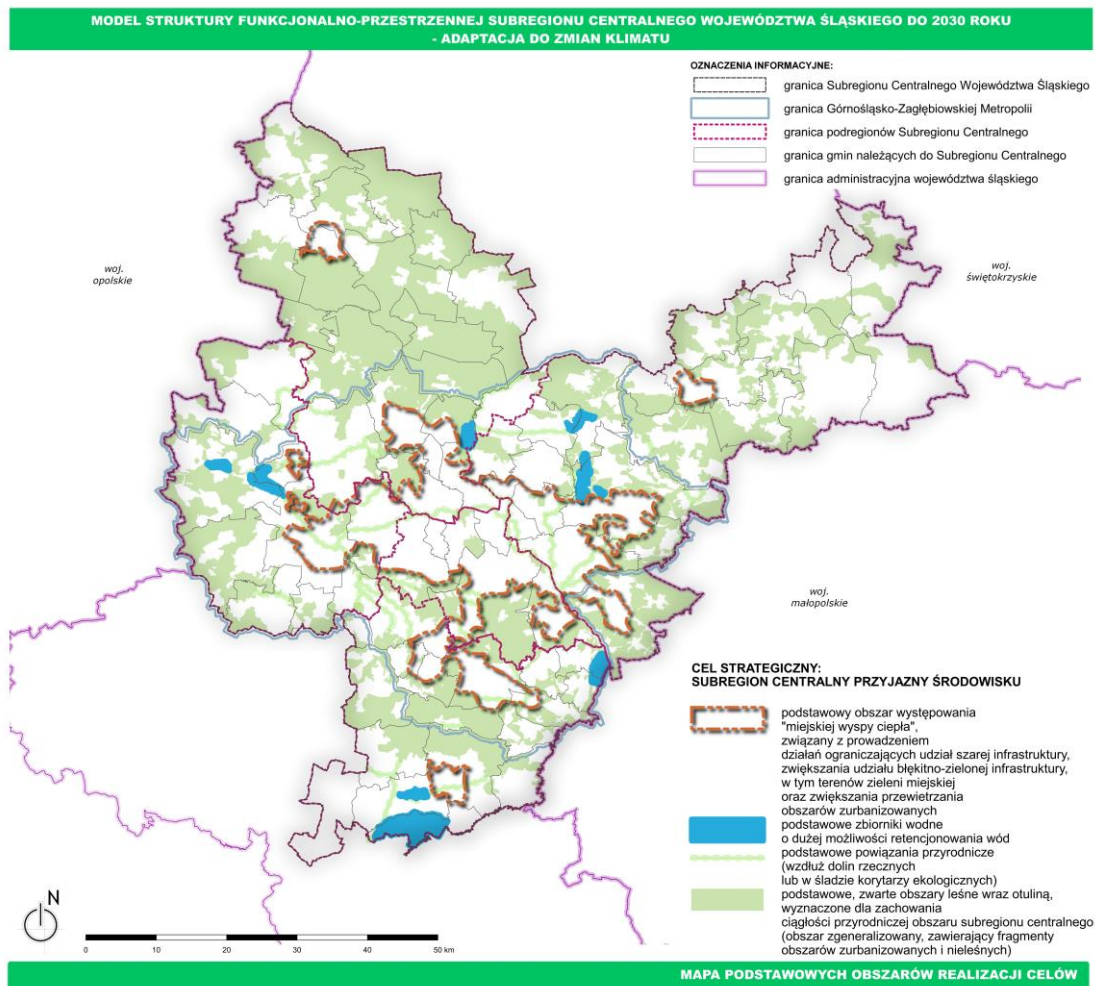 MODEL STRUKTURY FUNKCJONALNO-PRZESTRZENNEJ SUBREGIONU CENTRALNEGO WOJEWÓDZTWA ŚLĄSKIEGO DO 2030 ROKU
- ADAPTACJA DO ZMIAN KLIMATU
OZNACZENIA INFORMACYJNE:
granica Subregionu Centralnego Województwa Śląskiego
granica Górnośląsko-Zagłębiowskiej Metropolii
granica podregionów Subregionu Centralnego
granica gmin należących do Subregionu Centralnego
granica administracyjna województwa śląskiego
woj.
opolskie
woj.
świętokrzyskie
woj.
małopolskie
CEL STRATEGICZNY:
SUBREGION CENTRALNY PRZYJAZNY ŚRODOWISKU
podstawowy obszar występowania
"miejskiej wyspy ciepła",
związany z prowadzeniem
działań ograniczających udział szarej infrastruktury,
zwiększania udziału błękitno-zielonej infrastruktury,
w tym terenów zieleni miejskiej
oraz zwiększania przewietrzania
obszarów zurbanizowanych
podstawowe zbiorniki wodne
o dużej możliwości retencjonowania wód
podstawowe powiązania przyrodnicze
(wzdłuż dolin rzecznych
lub w śladzie korytarzy ekologicznych)
podstawowe, zwarte obszary leśne wraz otuliną,
wyznaczone dla zachowania
ciągłości przyrodniczej obszaru subregionu centralnego
(obszar zgeneralizowany, zawierający fragmenty
obszarów zurbanizowanych i nieleśnych)
N
0 10 20 30 40 50 km
MAPA PODSTAWOWYCH OBSZARÓW REALIZACJI CELÓW